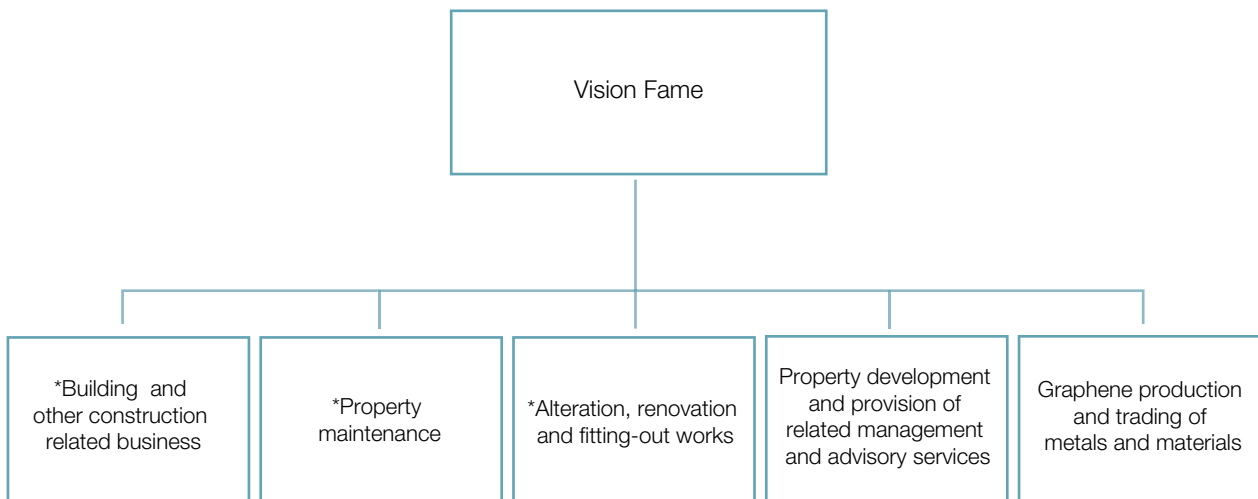 Vision Fame
*Building and
other construction
related business
*Property
maintenance
*Alteration, renovation
and fitting-out works
Property development
and provision of
related management
and advisory services
Graphene production
and trading of
metals and materials